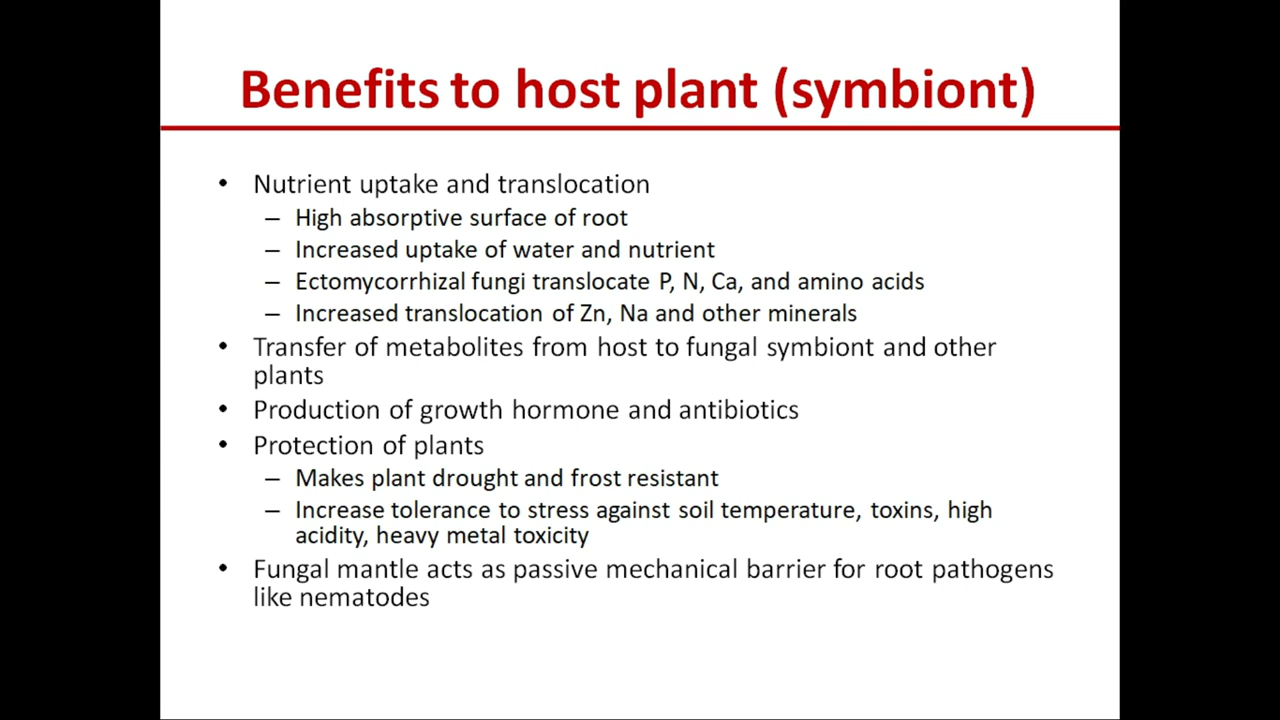 Benefits to host plant (symbiont)
• Nutrient uptake and translocation
– High absorptive surface of root
– Increased uptake of water and nutrient
– Ectomycorrhizal fungi translocate P, N, Ca, and amino acids
– Increased translocation of Zn, Na and other minerals
• Transfer of metabolites from host to fungal symbiont and other
plants
• Production of growth hormone and antibiotics
• Protection of plants
– Makes plant drought and frost resistant
– Increase tolerance to stress against soil temperature, toxins, high
acidity, heavy metal toxicity
• Fungal mantle acts as passive mechanical barrier for root pathogens
like nematodes